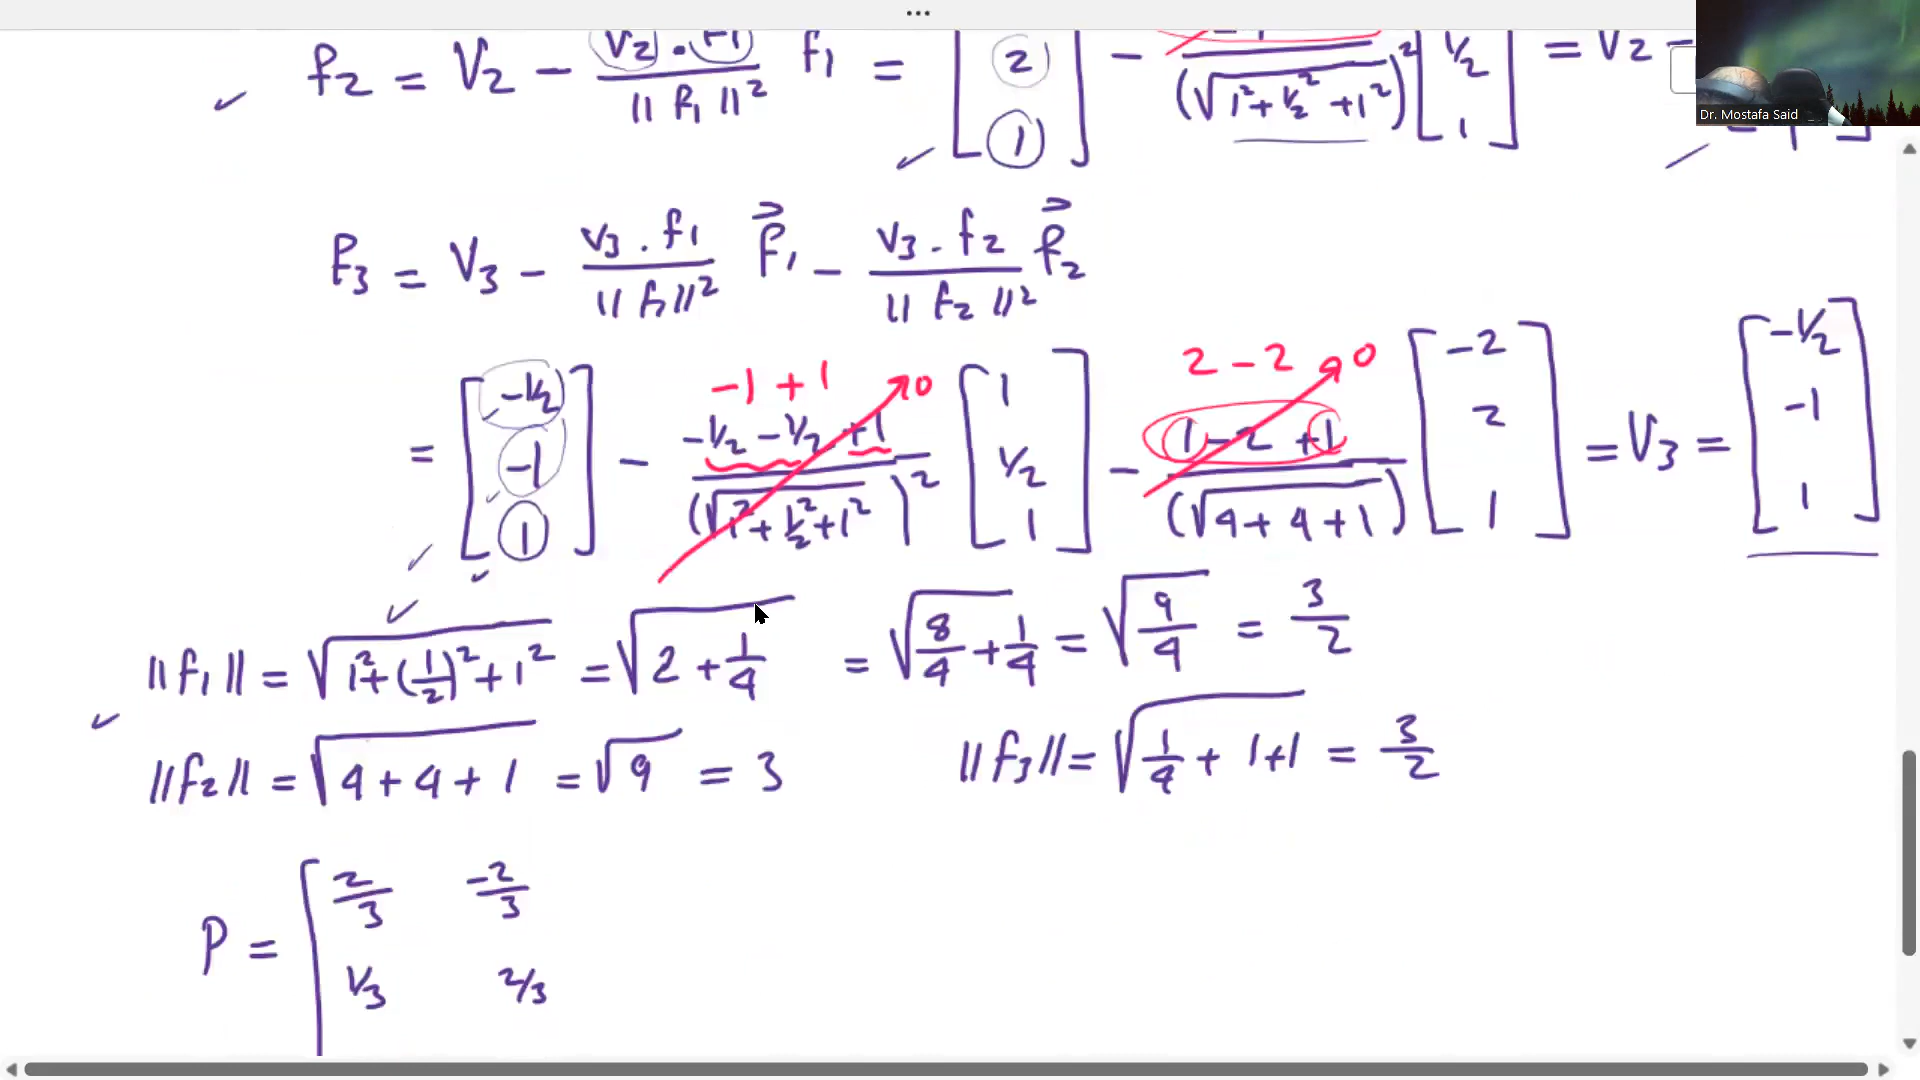 ...
Dr. Mostafa Said
f2 = V2 - V2 · f1 / ||f1||² f1 = [2 1] - / (√1²+½²+1²)² [½ 1] = V2 -
f3 = V3 - V3 · f1 / ||f1||² f⃗1 - V3 · f2 / ||f2||² f⃗2
-1 + 1 0
2 - 2 0
= [-½ -1 1] - -½ -½ +1 / (√1²+½²+1²)² [1 ½ 1] - 1 -2 +1 / (√4+4+1) [-2 2 1] = V3 = [-½ -1 1]
||f1|| = √1²+(1/2)²+1² = √2+1/4 = √8/4+1/4 = √9/4 = 3/2
||f2|| = √4+4+1 = √9 = 3
||f3|| = √1/4+1+1 = 3/2
P = [2/3 -2/3
1/3 2/3